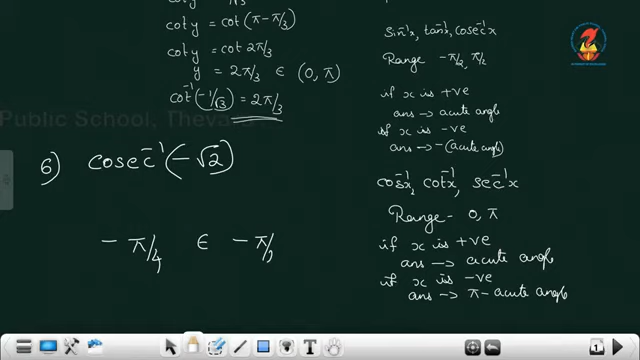 cot y = cot (π - π/3)
cot y = cot 2π/3
y = 2π/3 ∈ (0, π)
cot⁻¹(-1/√3) = 2π/3
Public School, Theva
6) cosec⁻¹(-√2)
- π/4 ∈ - π/2
sin⁻¹x, tan⁻¹x, cosec⁻¹x
Range -π/2, π/2
if x is +ve
ans → acute angle
if x is -ve
ans → -(acute angle)
cos⁻¹x, cot⁻¹x, sec⁻¹x
Range - 0, π
if x is +ve
ans → acute angle
if x is -ve
ans → π - acute angle